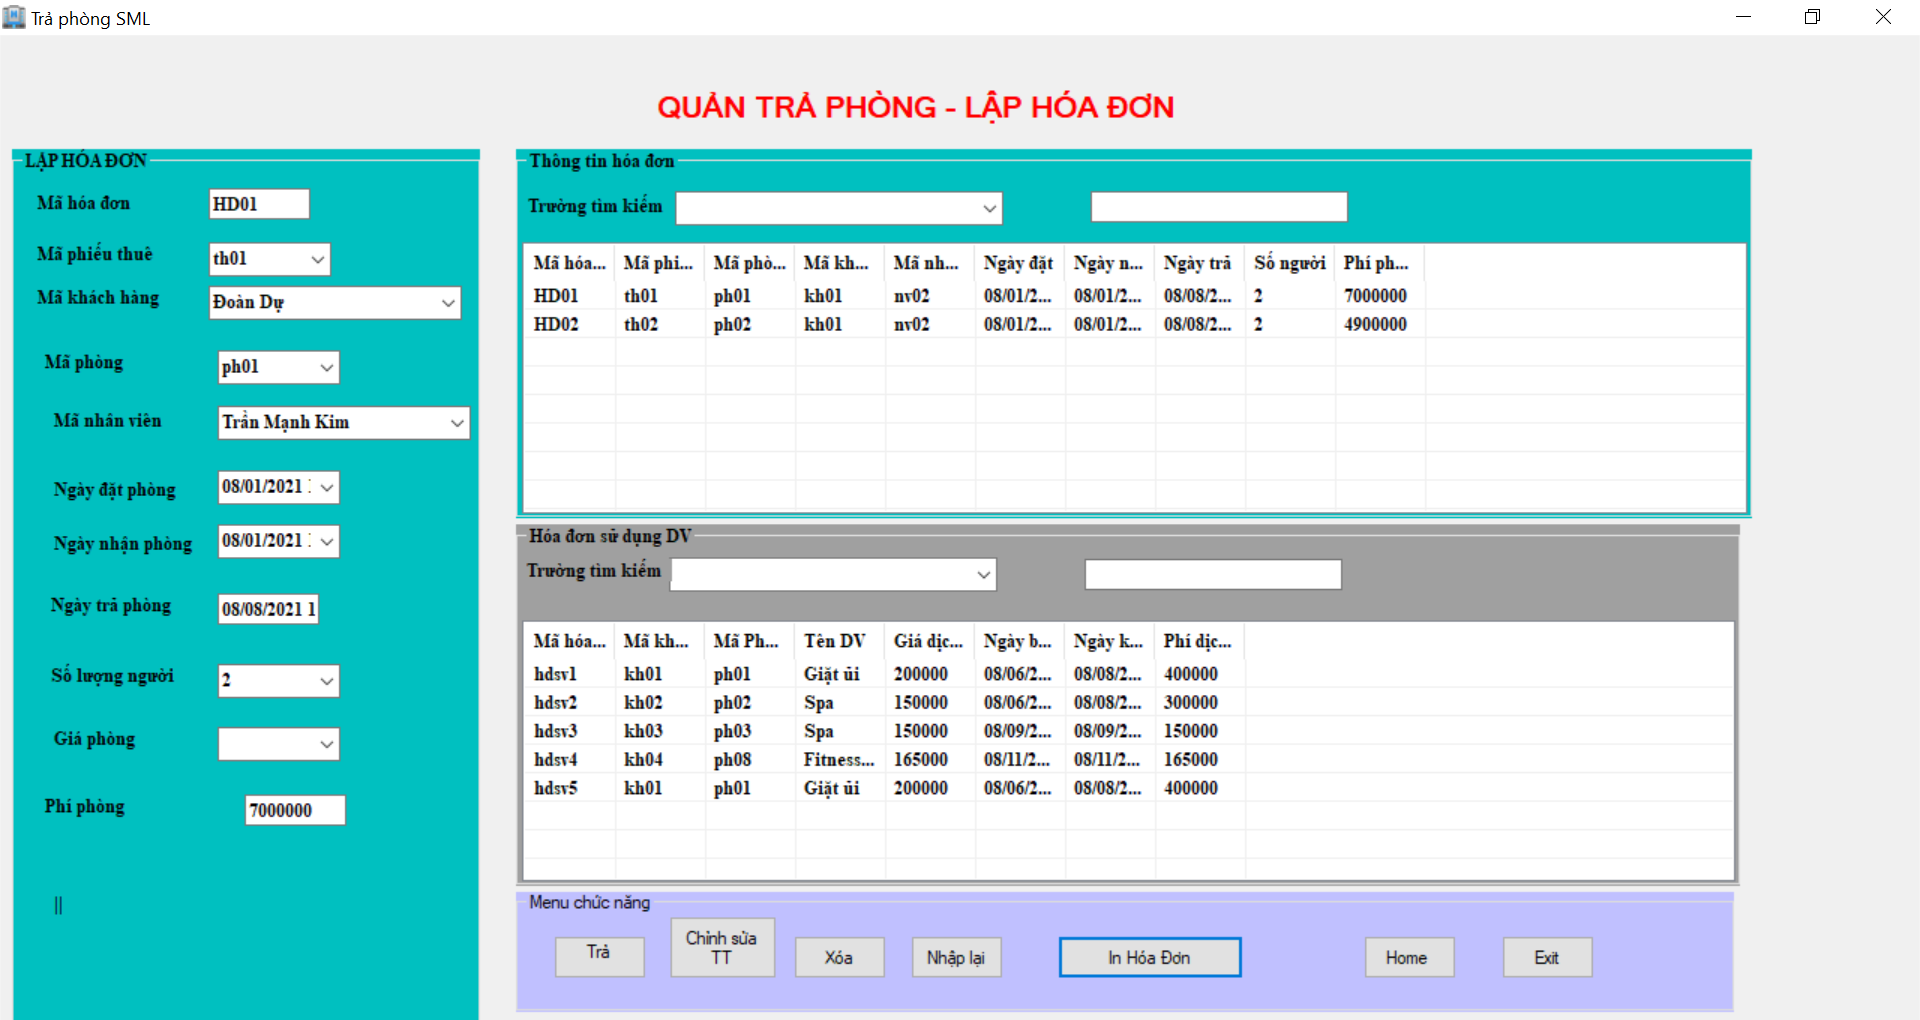 Trả phòng SML
QUẢN TRẢ PHÒNG - LẬP HÓA ĐƠN
LẬP HÓA ĐƠN
Mã hóa đơn HD01
Mã phiếu thuê th01
Mã khách hàng Đoàn Dự
Mã phòng ph01
Mã nhân viên Trần Mạnh Kim
Ngày đặt phòng 08/01/2021
Ngày nhận phòng 08/01/2021
Ngày trả phòng 08/08/2021 1
Số lượng người 2
Giá phòng
Phí phòng 7000000
||
Thông tin hóa đơn
Trường tìm kiếm
Mã hóa... Mã phi... Mã phò... Mã kh... Mã nh... Ngày đặt Ngày n... Ngày trả Số người Phí ph...
HD01 th01 ph01 kh01 nv02 08/01/2... 08/01/2... 08/08/2... 2 7000000
HD02 th02 ph02 kh01 nv02 08/01/2... 08/01/2... 08/08/2... 2 4900000
Hóa đơn sử dụng DV
Trường tìm kiếm
Mã hóa... Mã kh... Mã Ph... Tên DV Giá dịc... Ngày b... Ngày k... Phí dịc...
hdsv1 kh01 ph01 Giặt ủi 200000 08/06/2... 08/08/2... 400000
hdsv2 kh02 ph02 Spa 150000 08/06/2... 08/08/2... 300000
hdsv3 kh03 ph03 Spa 150000 08/09/2... 08/09/2... 150000
hdsv4 kh04 ph08 Fitness... 165000 08/11/2... 08/11/2... 165000
hdsv5 kh01 ph01 Giặt ủi 200000 08/06/2... 08/08/2... 400000
Menu chức năng
Trả
Chỉnh sửa
TT
Xóa
Nhập lại
In Hóa Đơn
Home
Exit